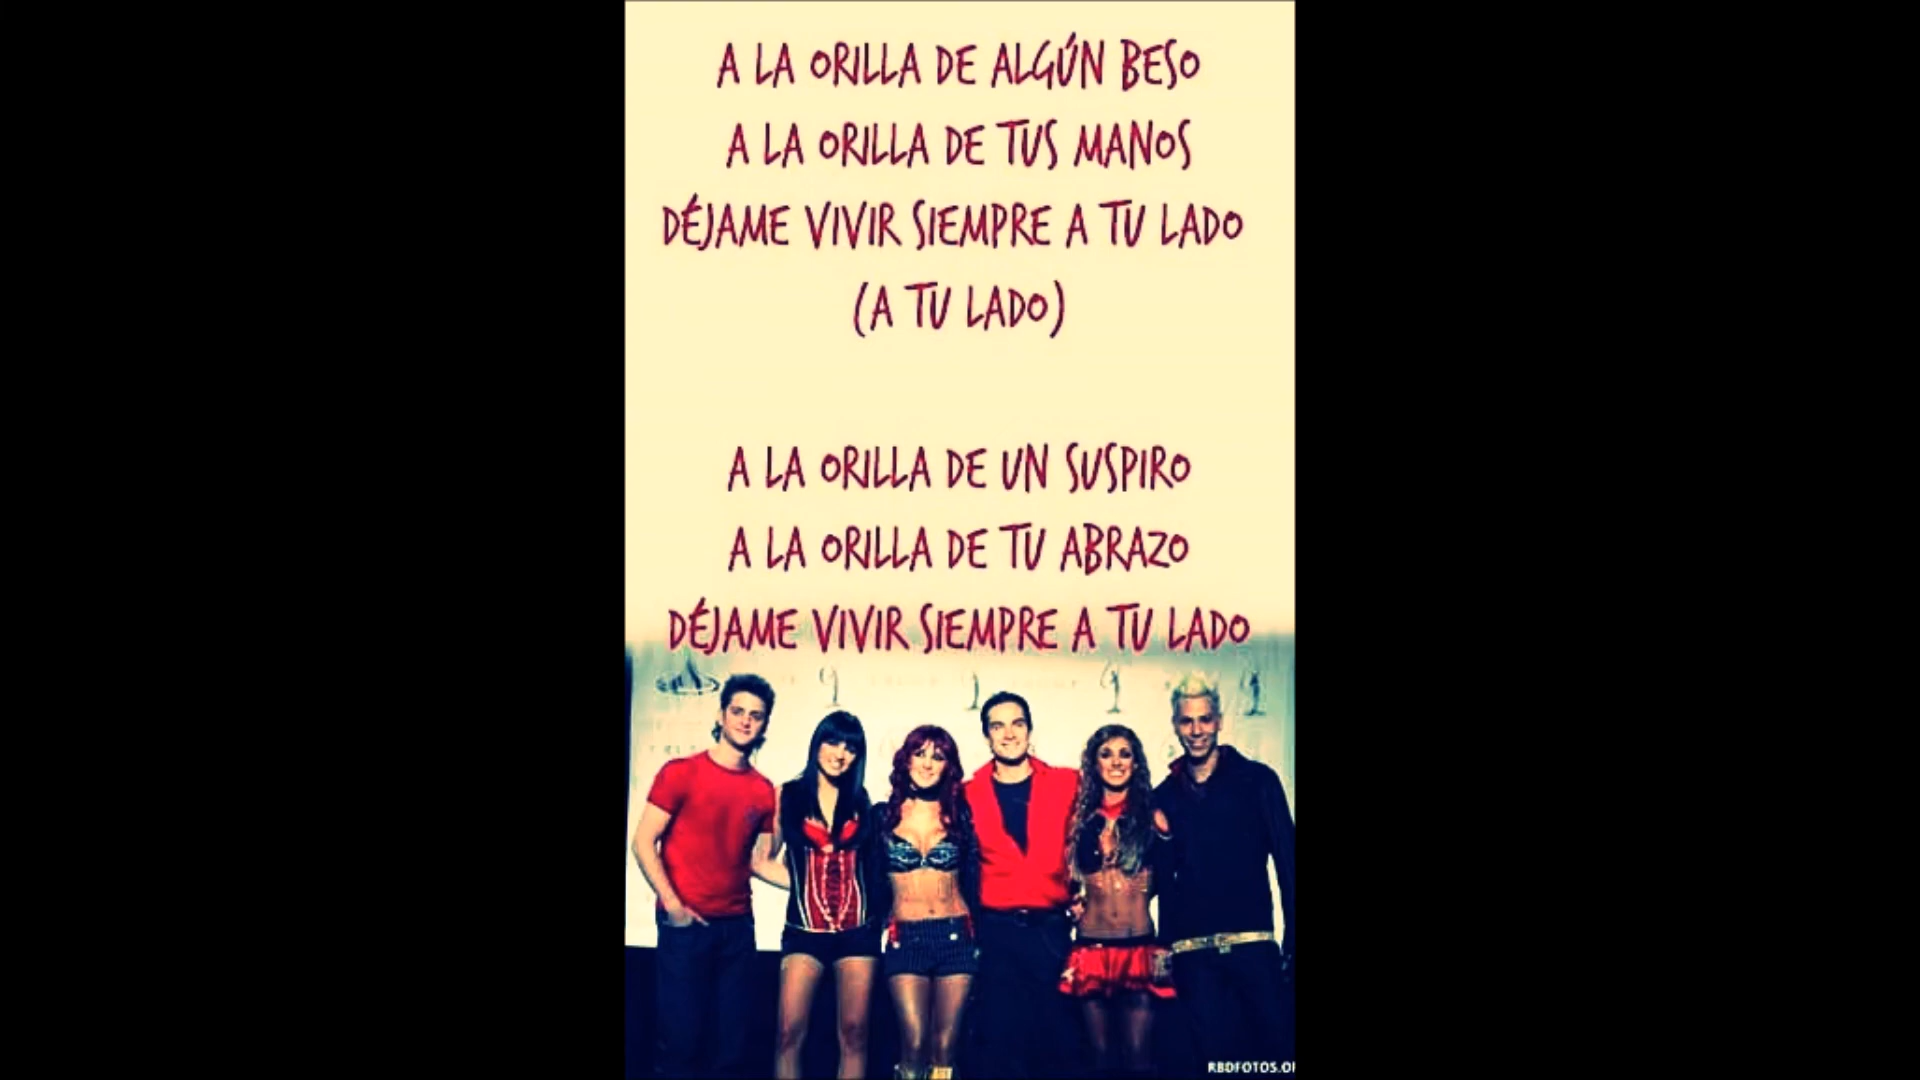 A LA ORILLA DE ALGÚN BESO
A LA ORILLA DE TUS MANOS
DÉJAME VIVIR SIEMPRE A TU LADO
(A TU LADO)
A LA ORILLA DE UN SUSPIRO
A LA ORILLA DE TU ABRAZO
DÉJAME VIVIR SIEMPRE A TU LADO
RBDFOTOS.O